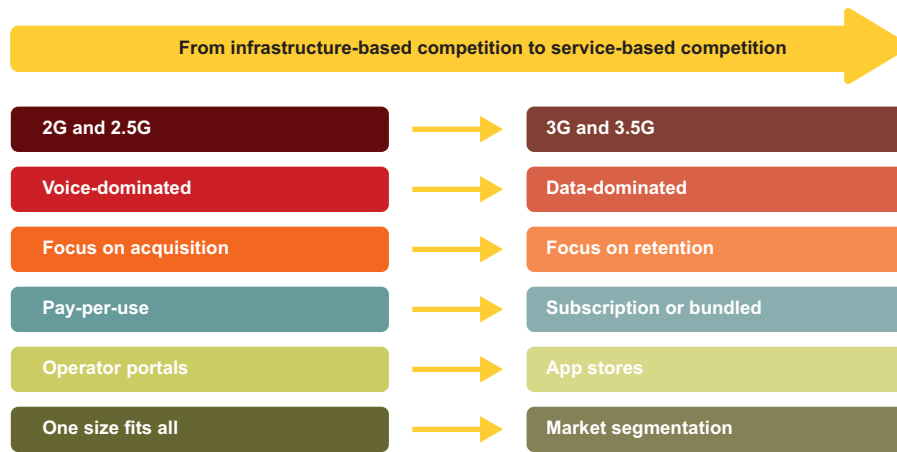 From infrastructure-based competition to service-based competition
2G and 2.5G
3G and 3.5G
Voice-dominated
Data-dominated
Focus on acquisition
Focus on retention
Pay-per-use
Subscription or bundled
Operator portals
App stores
One size fits all
Market segmentation